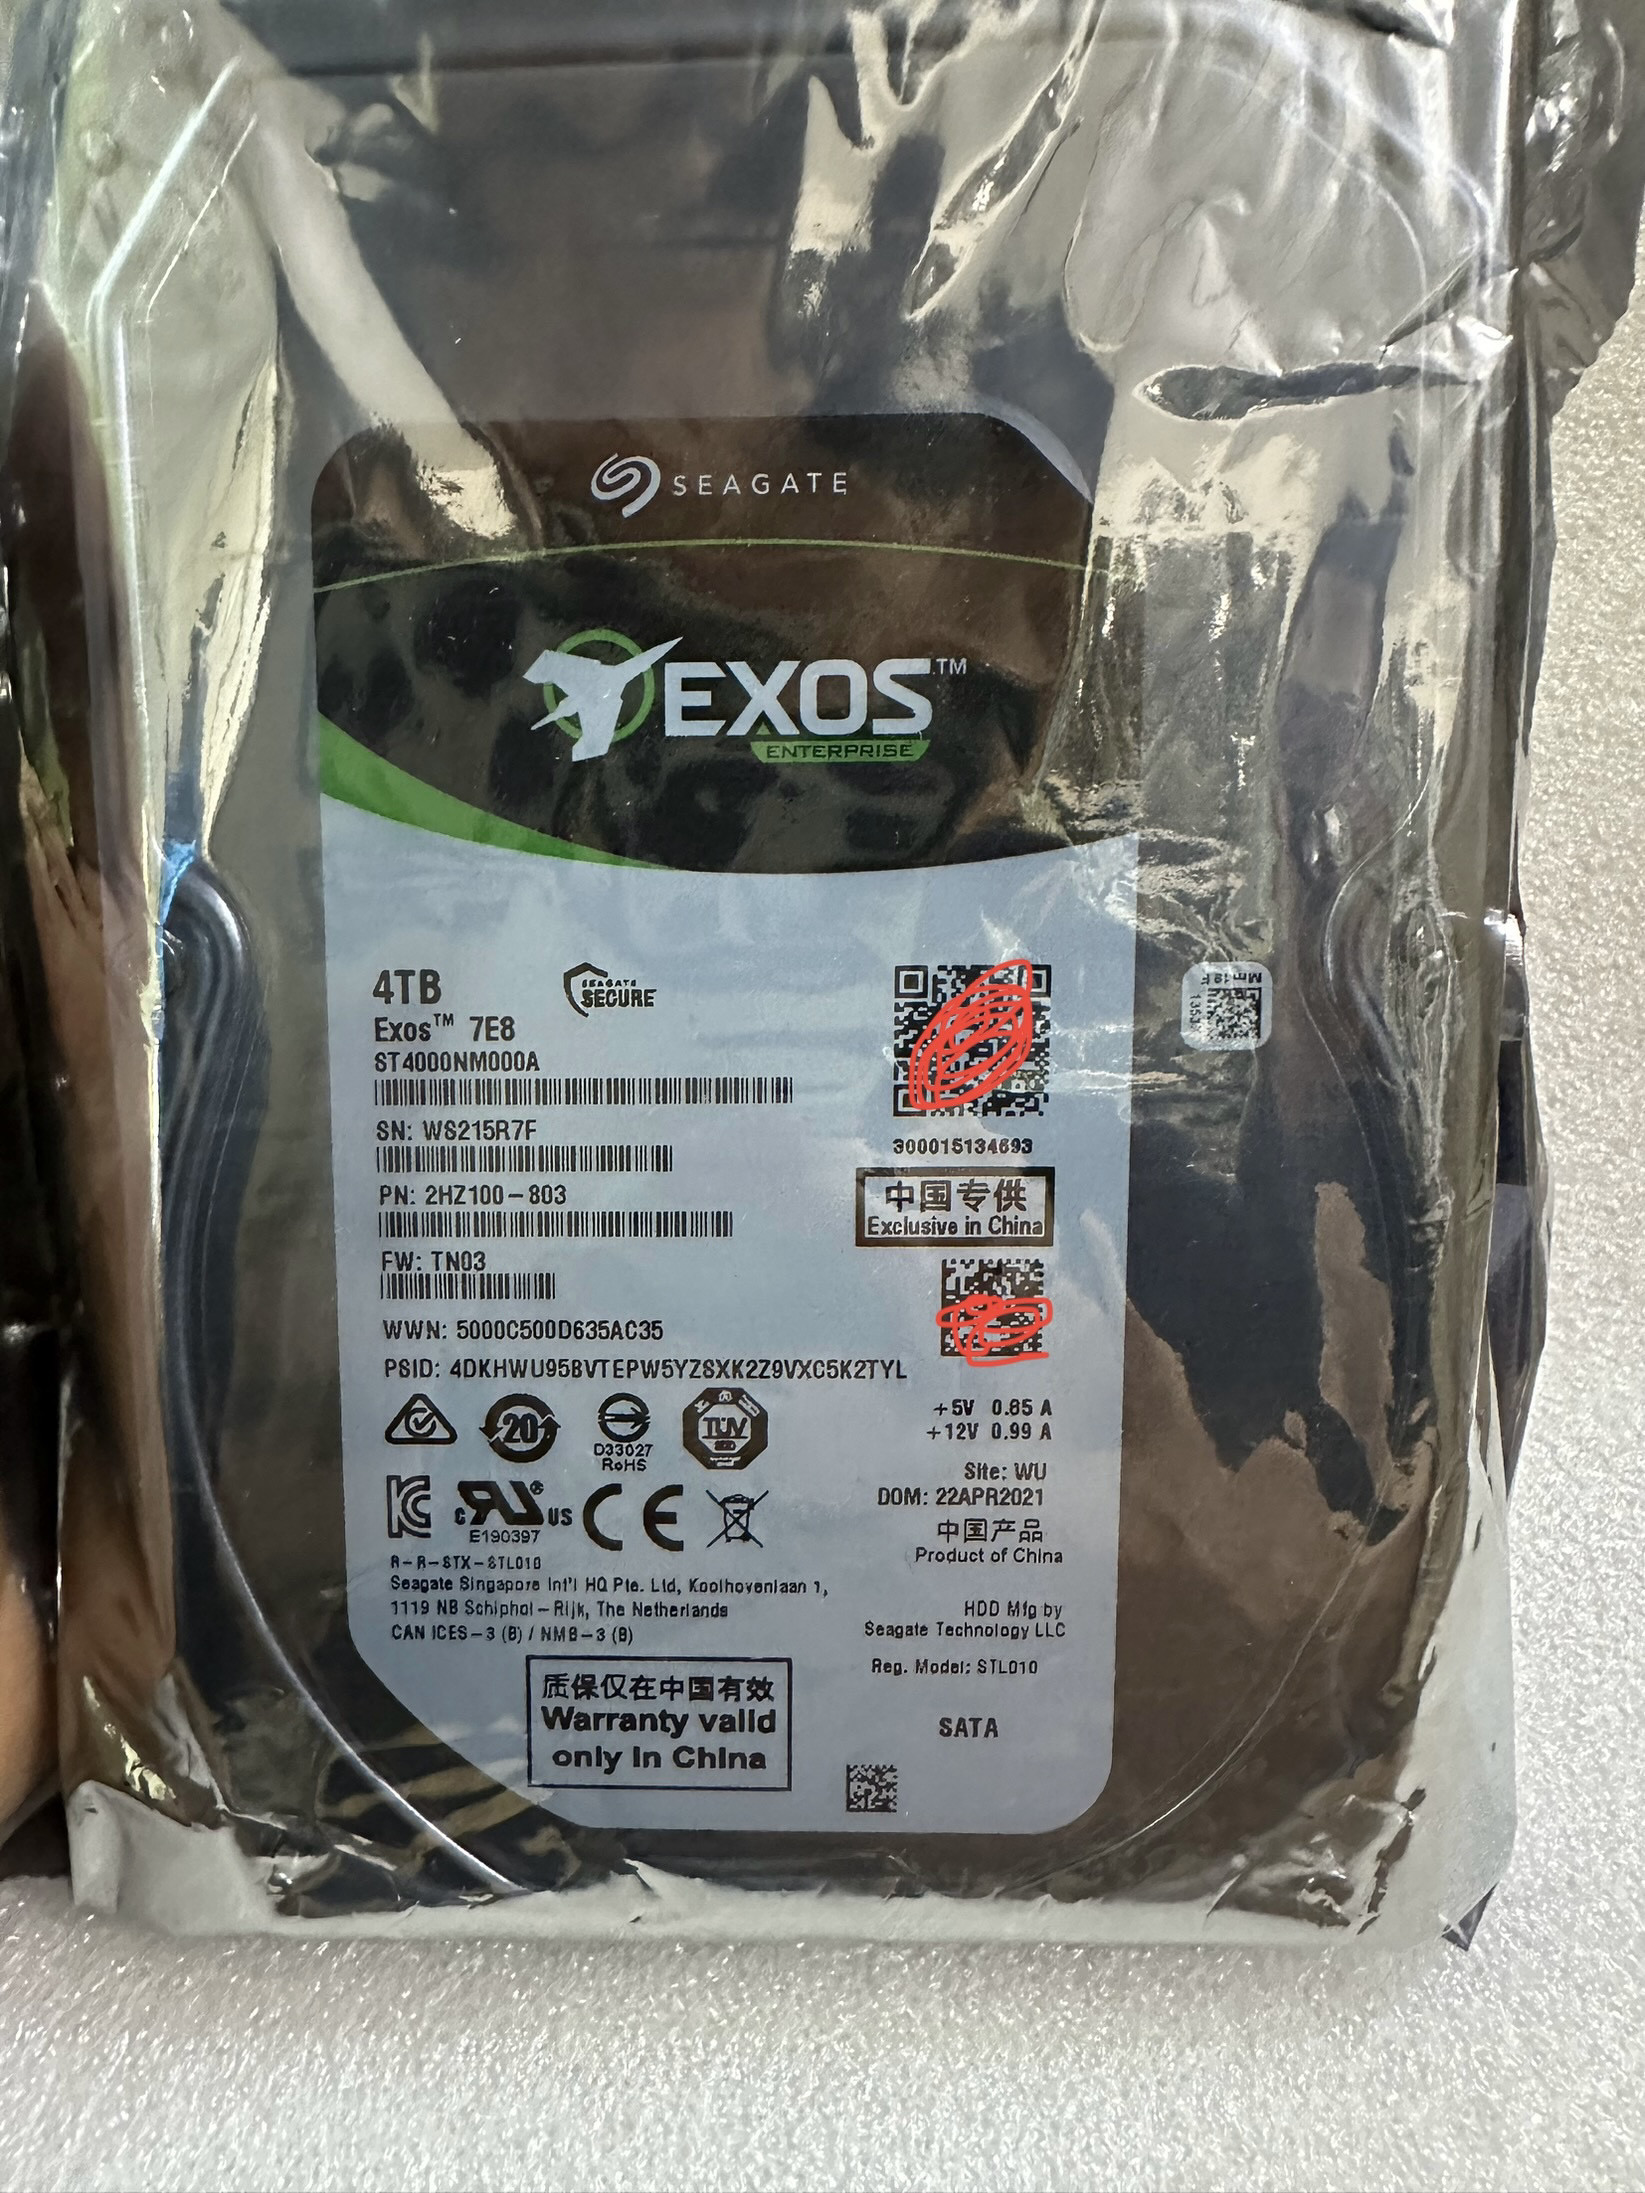 SEAGATE
EXOS™
ENTERPRISE
4TB
SEAGATE
SECURE
Exos™ 7E8
ST4000NM000A
SN: WS215R7F
PN: 2HZ100-803
FW: TN03
WWN: 5000C500D635AC35
PSID: 4DKHWU95BVTEPW5YZSXK2Z9VXC5K2TYL
300015134693
中国专供
Exclusive in China
+5V 0.85 A
+12V 0.99 A
Site: WU
DOM: 22APR2021
中国产品
Product of China
HDD Mfg by
Seagate Technology LLC
Reg. Model: STL010
SATA
20
D33027
RoHS
TÜV
SÜD
c US
E190397
CE
R-R-STX-STL010
Seagate Singapore Int'l HQ Pte. Ltd, Koolhovenlaan 1,
1119 NB Schiphol-Rijk, The Netherlands
CAN ICES-3 (B) / NMB-3 (B)
质保仅在中国有效
Warranty valid
only in China